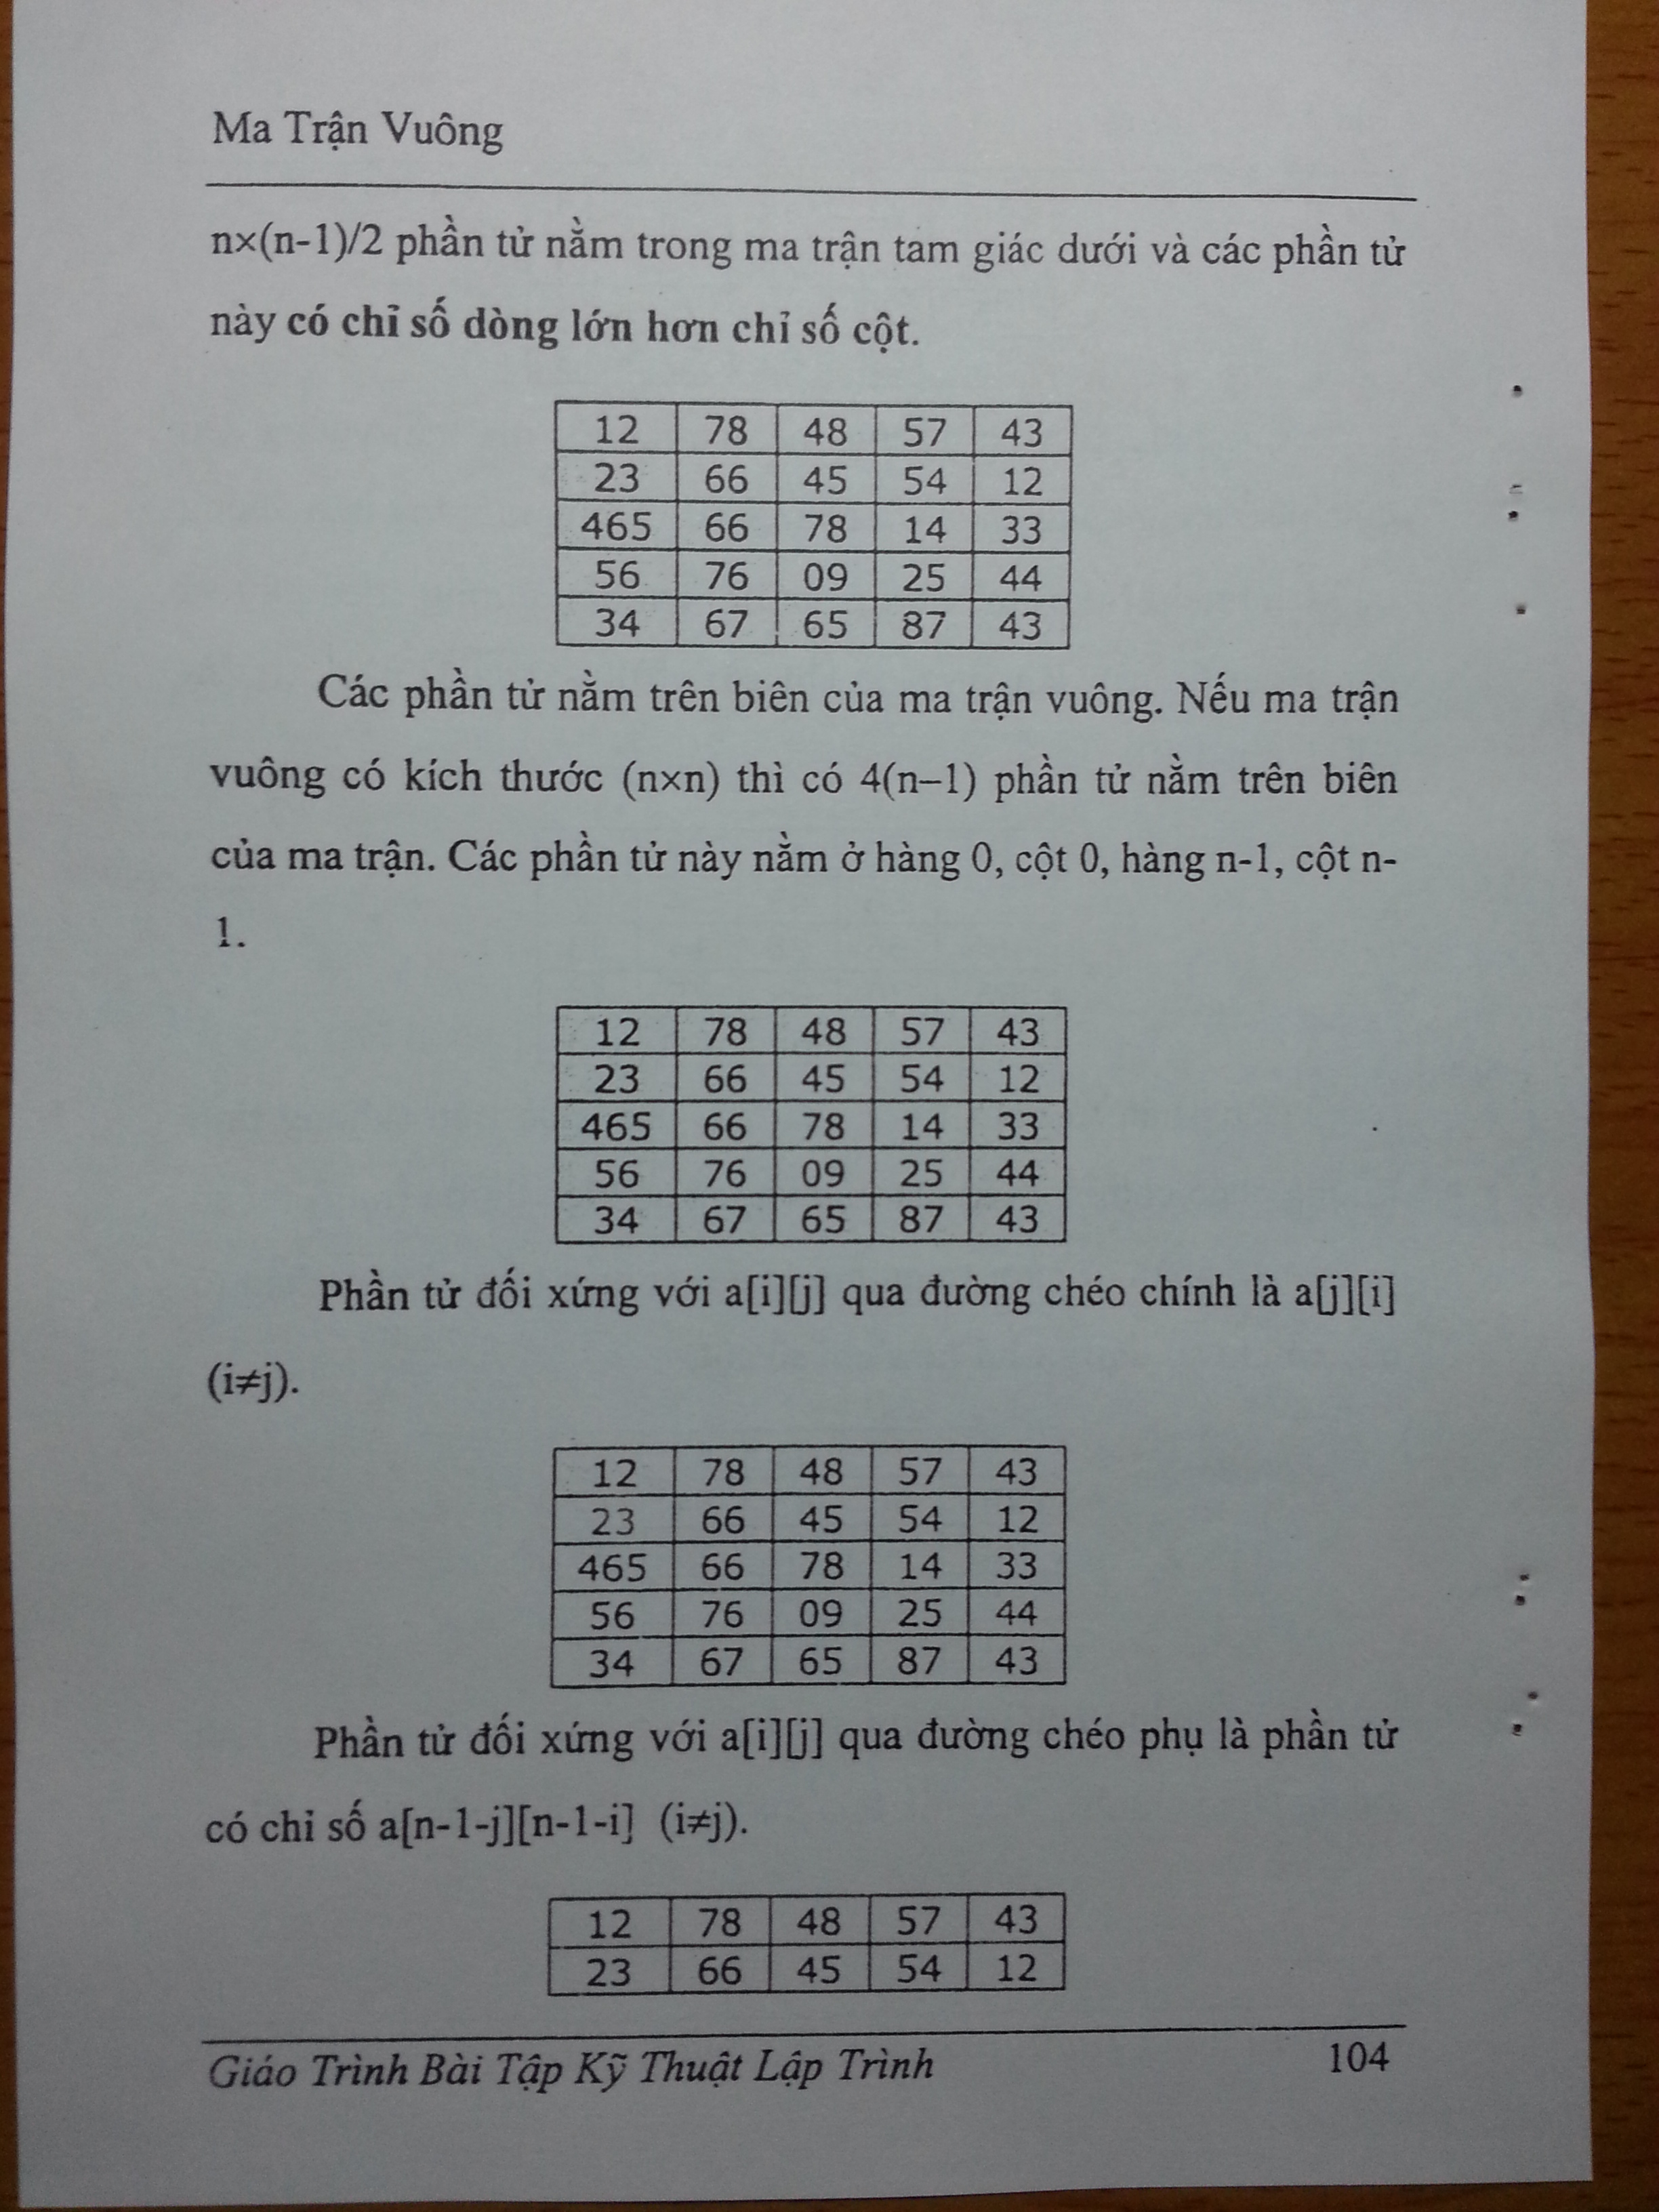 Ma Trận Vuông
n×(n-1)/2 phần tử nằm trong ma trận tam giác dưới và các phần tử
này có chỉ số dòng lớn hơn chỉ số cột.
12 78 48 57 43
23 66 45 54 12
465 66 78 14 33
56 76 09 25 44
34 67 65 87 43
Các phần tử nằm trên biên của ma trận vuông. Nếu ma trận
vuông có kích thước (n×n) thì có 4(n–1) phần tử nằm trên biên
của ma trận. Các phần tử này nằm ở hàng 0, cột 0, hàng n-1, cột n-
1.
12 78 48 57 43
23 66 45 54 12
465 66 78 14 33
56 76 09 25 44
34 67 65 87 43
Phần tử đối xứng với a[i][j] qua đường chéo chính là a[j][i]
(i≠j).
12 78 48 57 43
23 66 45 54 12
465 66 78 14 33
56 76 09 25 44
34 67 65 87 43
Phần tử đối xứng với a[i][j] qua đường chéo phụ là phần tử
có chỉ số a[n-1-j][n-1-i] (i≠j).
12 78 48 57 43
23 66 45 54 12
Giáo Trình Bài Tập Kỹ Thuật Lập Trình 104